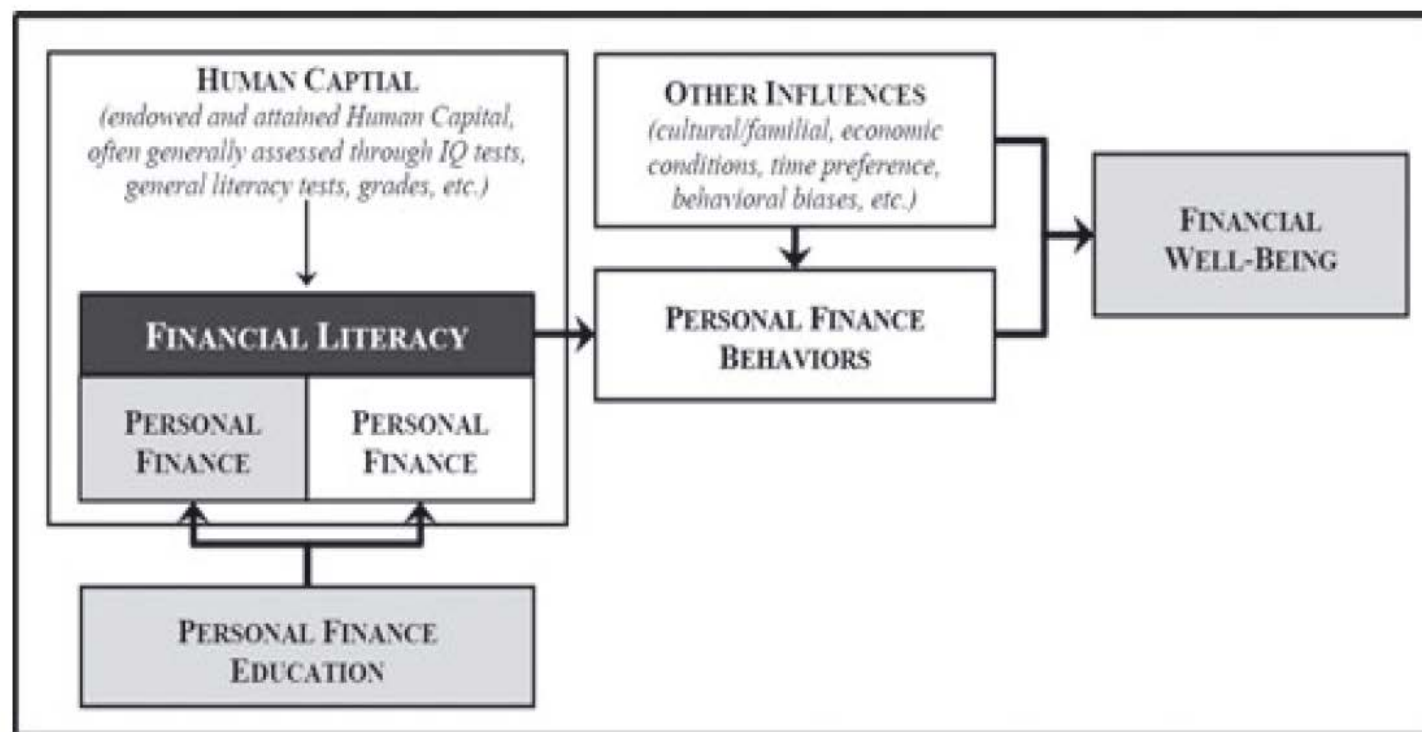 HUMAN CAPTIAL
(endowed and attained Human Capital,
often generally assessed through IQ tests,
general literacy tests, grades, etc.)
FINANCIAL LITERACY
PERSONAL
FINANCE
PERSONAL
FINANCE
PERSONAL FINANCE
EDUCATION
OTHER INFLUENCES
(cultural/familial, economic
conditions, time preference,
behavioral biases, etc.)
PERSONAL FINANCE
BEHAVIORS
FINANCIAL
WELL-BEING